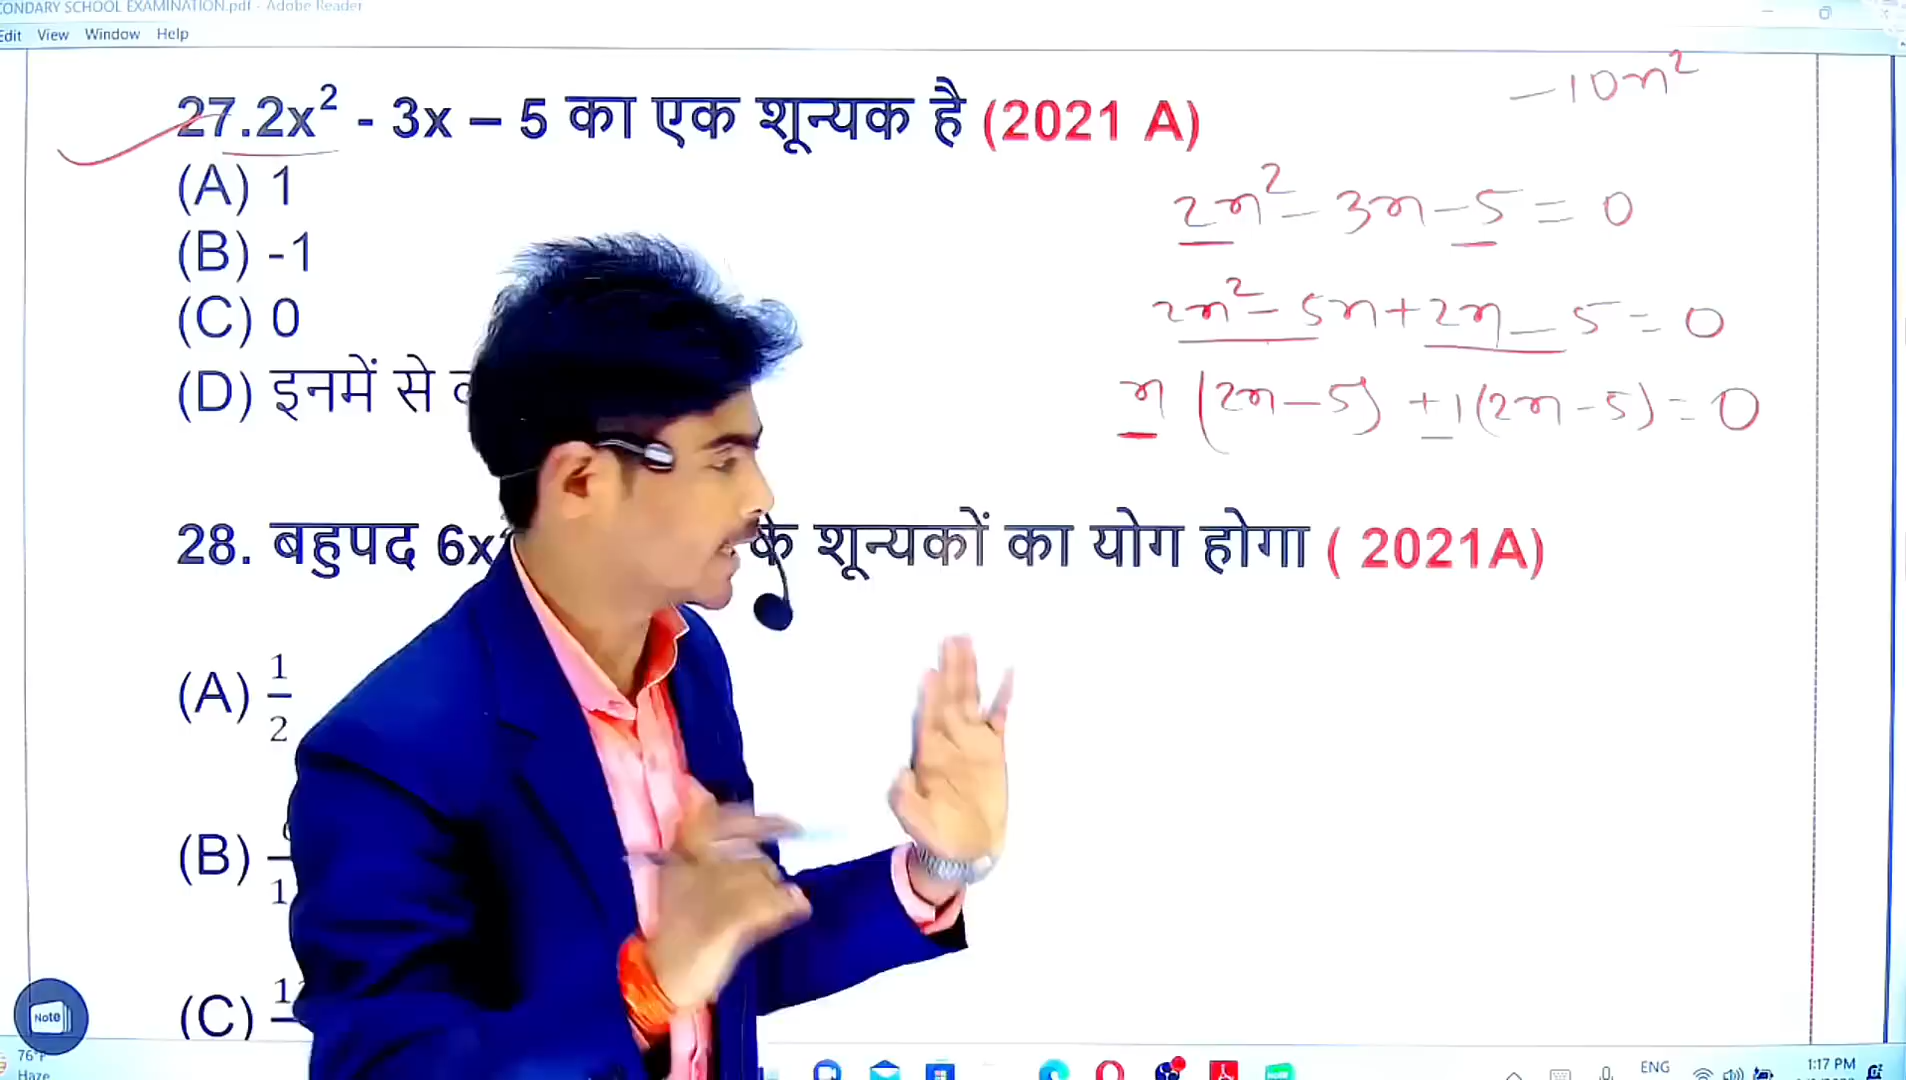 CONDARY SCHOOL EXAMINATION.pdf - Adobe Reader
Edit View Window Help
27. 2x² - 3x – 5 का एक शून्यक है (2021 A)
(A) 1
(B) -1
(C) 0
(D) इनमें से
-10x²
2x² - 3x - 5 = 0
2x² - 5x + 2x - 5 = 0
x (2x - 5) + 1 (2x - 5) = 0
28. बहुपद 6x के शून्यकों का योग होगा ( 2021A)
(A) 1/2
(B)
(C)
Note
76°F
Haze
ENG
1:17 PM